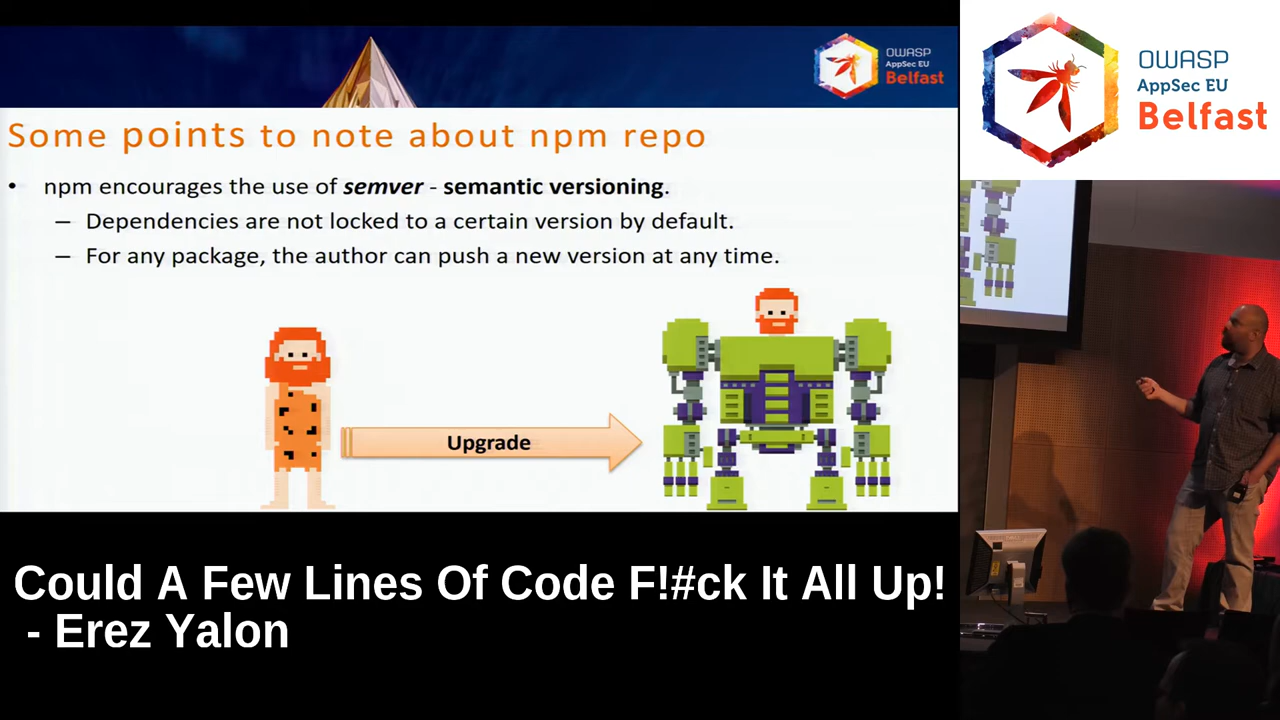 OWASP
AppSec EU
Belfast
Some points to note about npm repo
• npm encourages the use of semver - semantic versioning.
– Dependencies are not locked to a certain version by default.
– For any package, the author can push a new version at any time.
Upgrade
OWASP
AppSec EU
Belfast
Could A Few Lines Of Code F!#ck It All Up!
- Erez Yalon